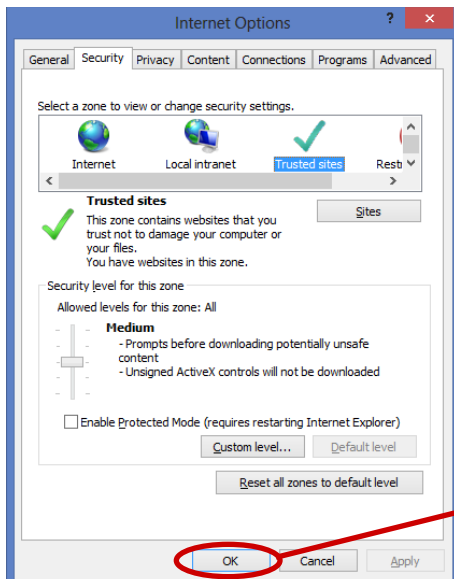 Internet Options
?
×
General Security Privacy Content Connections Programs Advanced
Select a zone to view or change security settings.
Internet Local intranet Trusted sites Restr
Trusted sites
This zone contains websites that you
trust not to damage your computer or
your files.
You have websites in this zone.
Sites
Security level for this zone
Allowed levels for this zone: All
Medium
- Prompts before downloading potentially unsafe
content
- Unsigned ActiveX controls will not be downloaded
Enable Protected Mode (requires restarting Internet Explorer)
Custom level... Default level
Reset all zones to default level
OK Cancel Apply